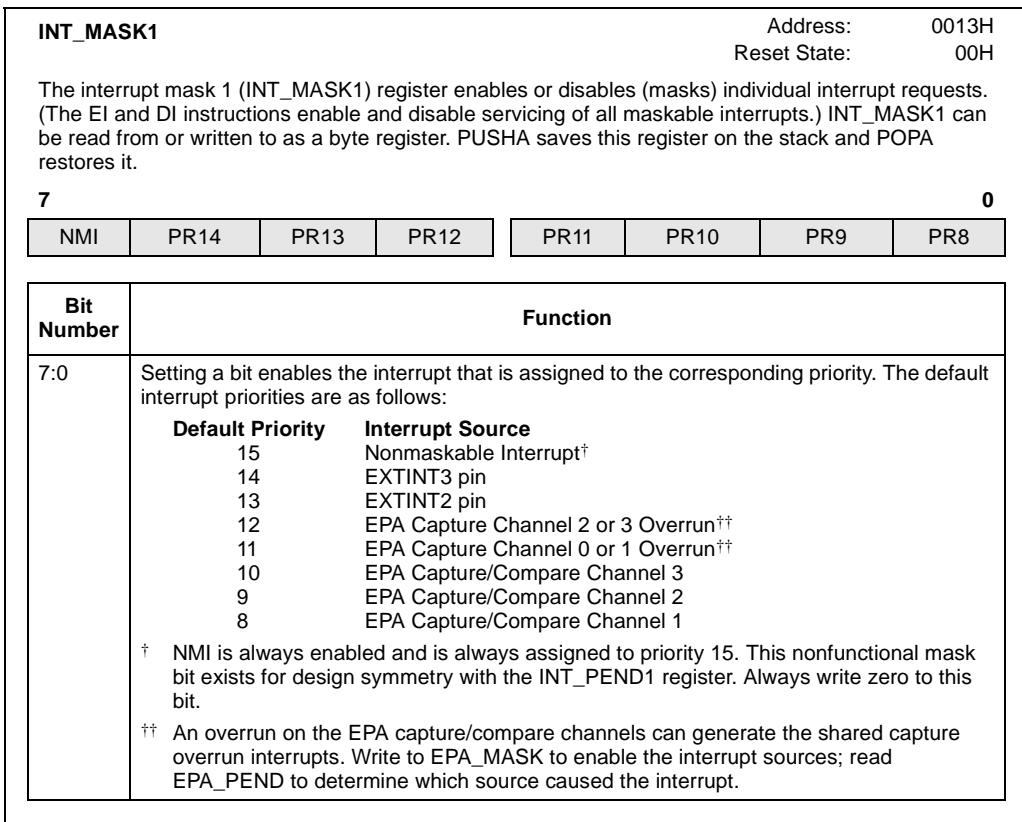 INT_MASK1 Address: 0013H
Reset State: 00H
The interrupt mask 1 (INT_MASK1) register enables or disables (masks) individual interrupt requests.
(The EI and DI instructions enable and disable servicing of all maskable interrupts.) INT_MASK1 can
be read from or written to as a byte register. PUSHA saves this register on the stack and POPA
restores it.
7 0
NMI PR14 PR13 PR12 PR11 PR10 PR9 PR8
Bit
Number Function
7:0 Setting a bit enables the interrupt that is assigned to the corresponding priority. The default
interrupt priorities are as follows:
Default Priority Interrupt Source
15 Nonmaskable Interrupt†
14 EXTINT3 pin
13 EXTINT2 pin
12 EPA Capture Channel 2 or 3 Overrun††
11 EPA Capture Channel 0 or 1 Overrun††
10 EPA Capture/Compare Channel 3
9 EPA Capture/Compare Channel 2
8 EPA Capture/Compare Channel 1
† NMI is always enabled and is always assigned to priority 15. This nonfunctional mask
bit exists for design symmetry with the INT_PEND1 register. Always write zero to this
bit.
†† An overrun on the EPA capture/compare channels can generate the shared capture
overrun interrupts. Write to EPA_MASK to enable the interrupt sources; read
EPA_PEND to determine which source caused the interrupt.